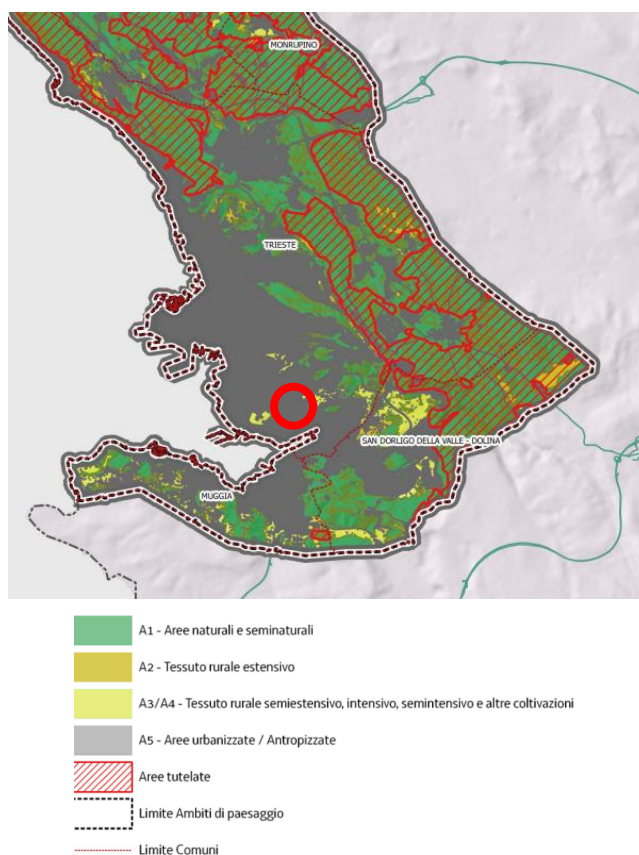 MONRUPINO
TRIESTE
SAN DORLIGO DELLA VALLE - DOLINA
MUGGIA
A1 - Aree naturali e seminaturali
A2 - Tessuto rurale estensivo
A3/A4 - Tessuto rurale semiestensivo, intensivo, semintensivo e altre coltivazioni
A5 - Aree urbanizzate / Antropizzate
Aree tutelate
Limite Ambiti di paesaggio
Limite Comuni